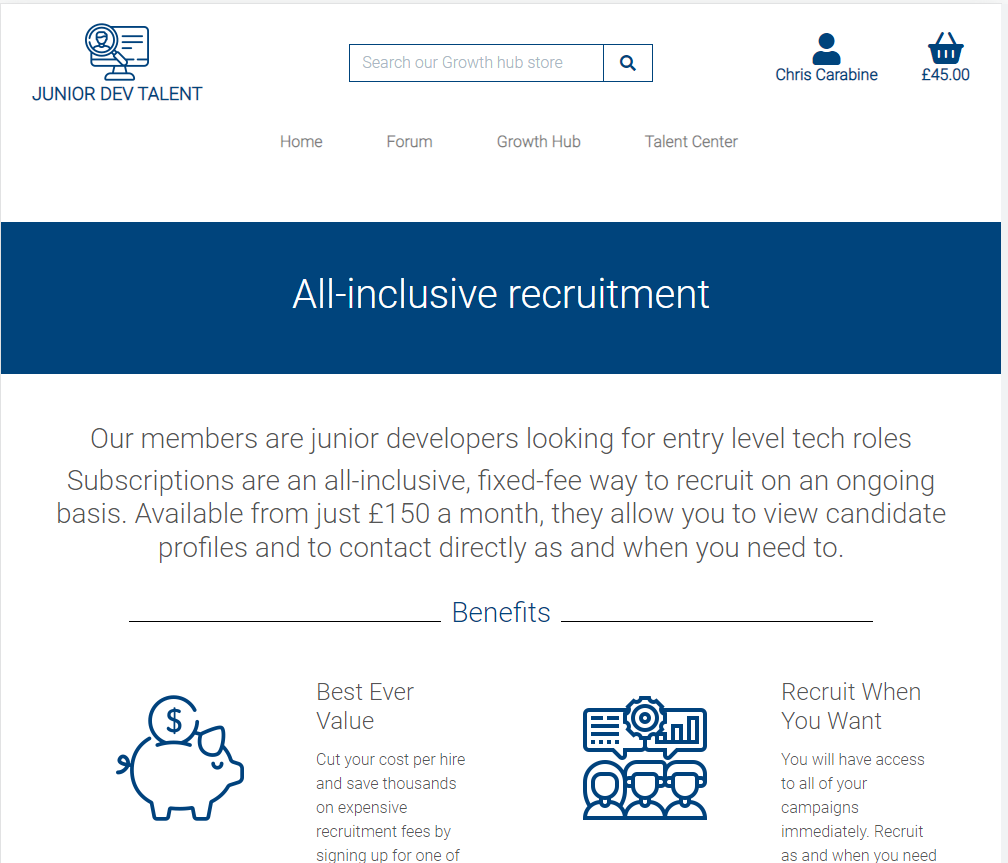 JUNIOR DEV TALENT
Search our Growth hub store
Chris Carabine
£45.00
Home
Forum
Growth Hub
Talent Center
All-inclusive recruitment
Our members are junior developers looking for entry level tech roles
Subscriptions are an all-inclusive, fixed-fee way to recruit on an ongoing
basis. Available from just £150 a month, they allow you to view candidate
profiles and to contact directly as and when you need to.
Benefits
$
Best Ever
Value
Cut your cost per hire
and save thousands
on expensive
recruitment fees by
signing up for one of
Recruit When
You Want
You will have access
to all of your
campaigns
immediately. Recruit
as and when you need